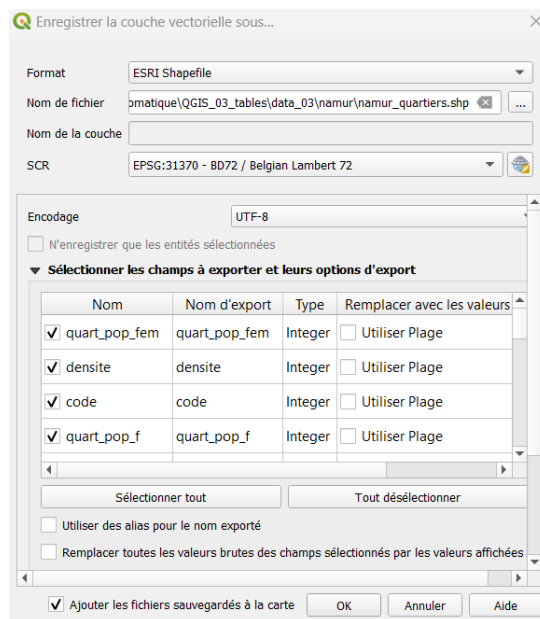 Enregistrer la couche vectorielle sous...
Format ESRI Shapefile
Nom de fichier omatique\QGIS_03_tables\data_03\namur\namur_quartiers.shp ...
Nom de la couche
SCR EPSG:31370 - BD72 / Belgian Lambert 72
Encodage UTF-8
N'enregistrer que les entités sélectionnées
Sélectionner les champs à exporter et leurs options d'export
Nom Nom d'export Type Remplacer avec les valeurs
quart_pop_fem quart_pop_fem Integer Utiliser Plage
densite densite Integer Utiliser Plage
code code Integer Utiliser Plage
quart_pop_f quart_pop_f Integer Utiliser Plage
Sélectionner tout Tout désélectionner
Utiliser des alias pour le nom exporté
Remplacer toutes les valeurs brutes des champs sélectionnés par les valeurs affichées
Ajouter les fichiers sauvegardés à la carte OK Annuler Aide